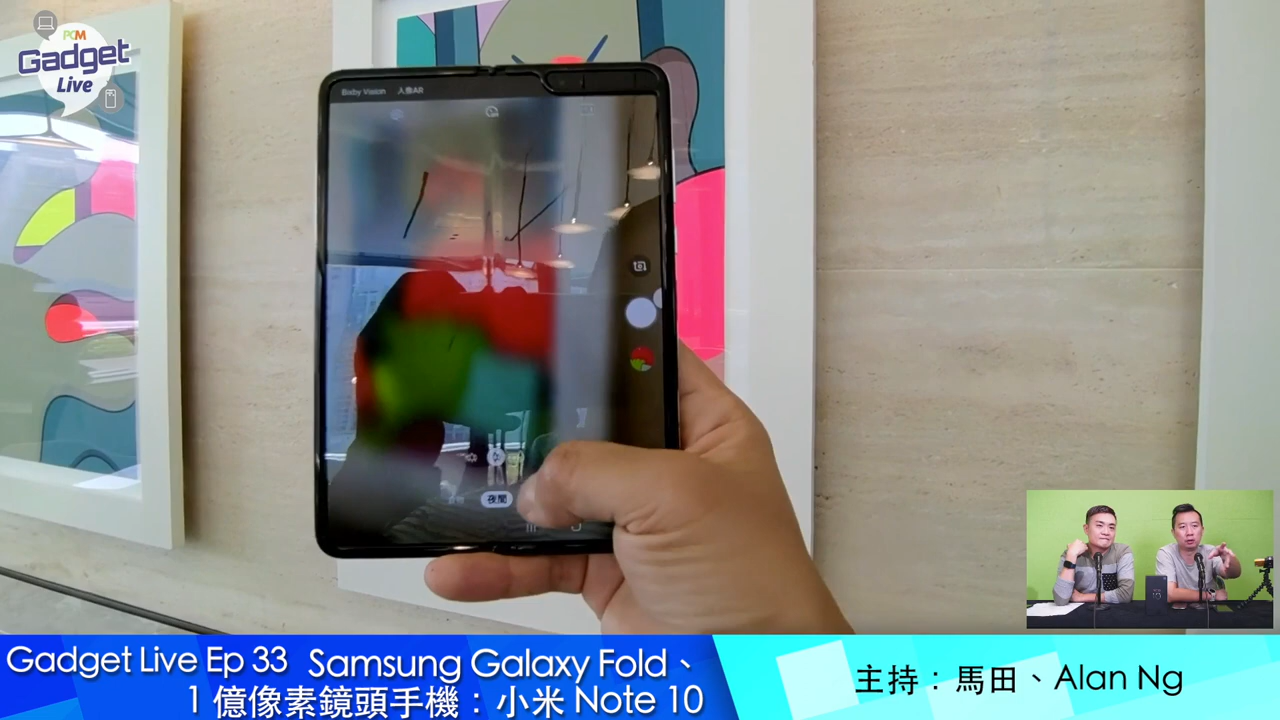 PCM
Gadget
Live
Bixby Vision 人像AR
夜間
Gadget Live Ep 33 Samsung Galaxy Fold、
1 億像素鏡頭手機：小米 Note 10
主持：馬田、Alan Ng